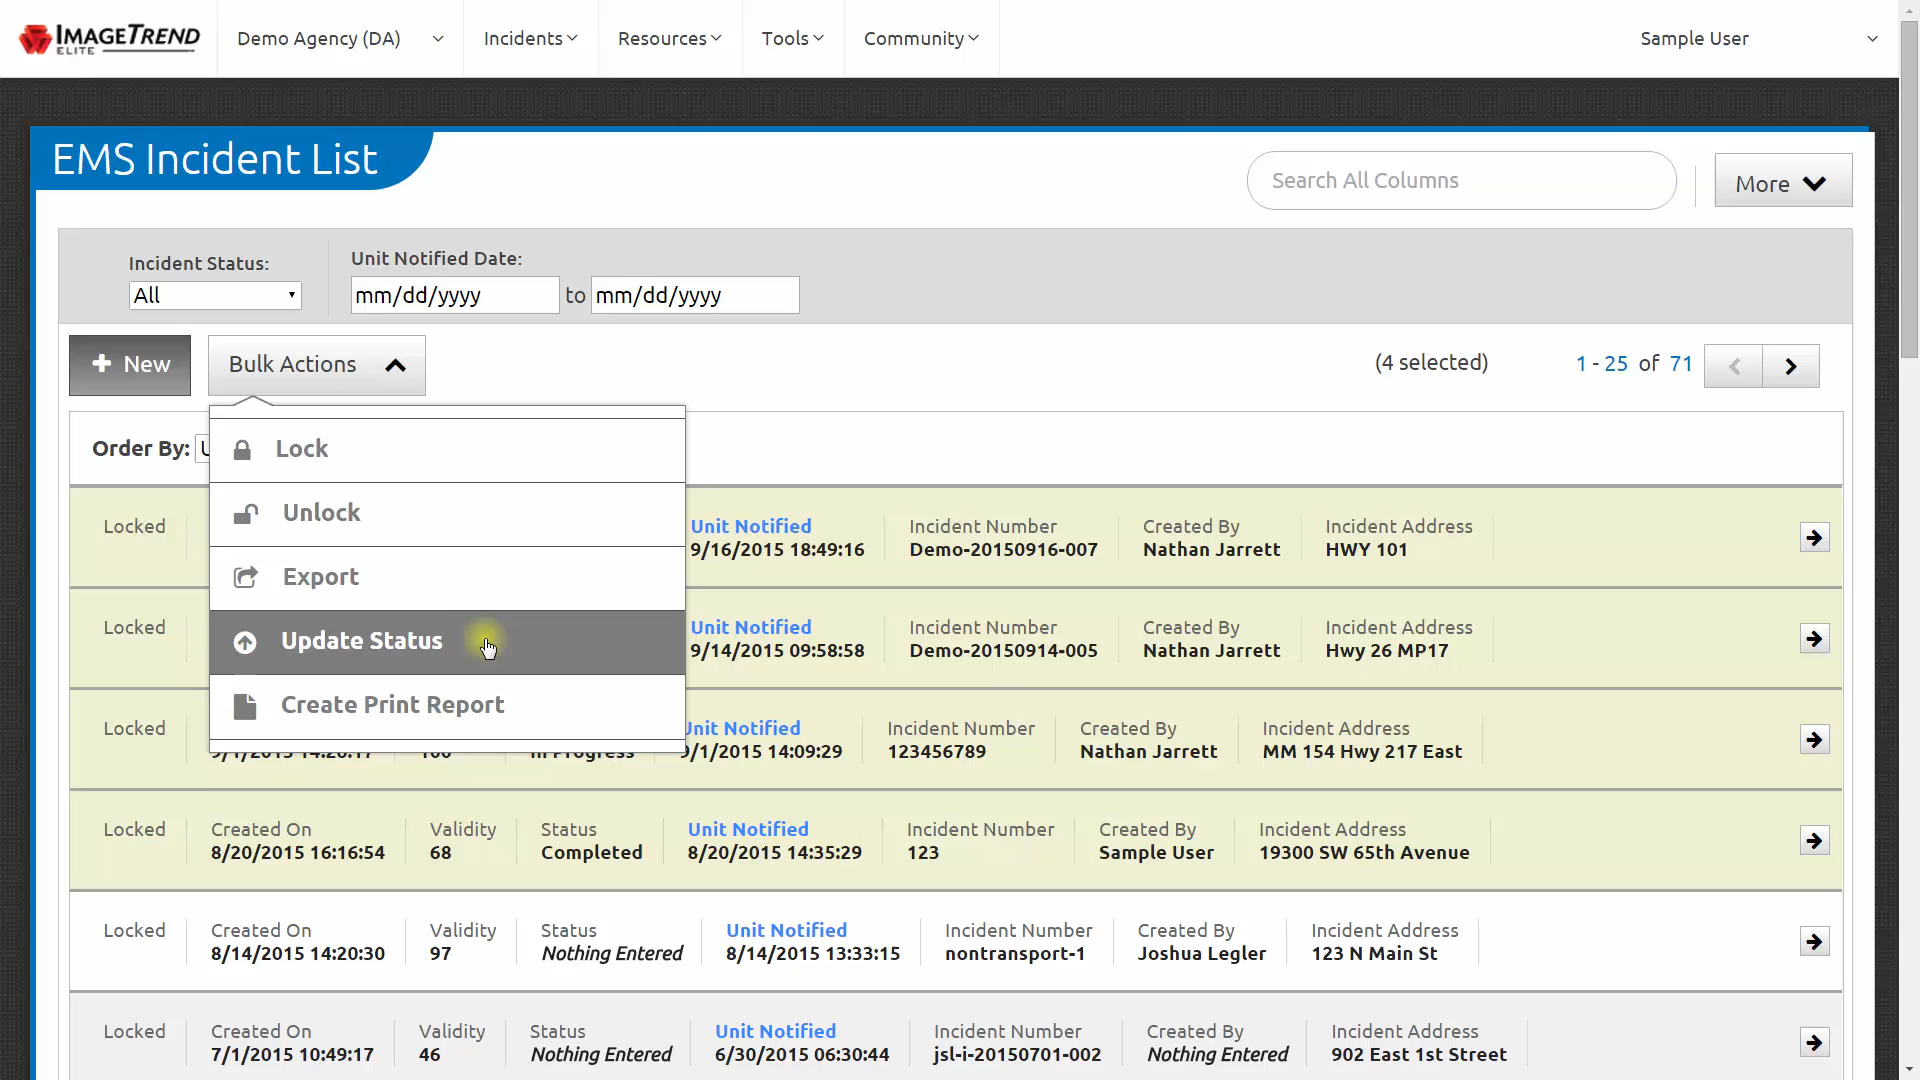 IMAGETREND
ELITE
Demo Agency (DA) Incidents Resources Tools Community Sample User
EMS Incident List
Search All Columns
More
Incident Status: Unit Notified Date:
All mm/dd/yyyy to mm/dd/yyyy
New Bulk Actions (4 selected) 1 - 25 of 71
Order By:
Lock
Unlock
Export
Update Status
Create Print Report
Locked Unit Notified Incident Number Created By Incident Address
9/16/2015 18:49:16 Demo-20150916-007 Nathan Jarrett HWY 101
Locked Unit Notified Incident Number Created By Incident Address
9/14/2015 09:58:58 Demo-20150914-005 Nathan Jarrett Hwy 26 MP17
Locked Unit Notified Incident Number Created By Incident Address
9/1/2015 14:09:29 123456789 Nathan Jarrett MM 154 Hwy 217 East
Locked Created On Validity Status Unit Notified Incident Number Created By Incident Address
8/20/2015 16:16:54 68 Completed 8/20/2015 14:35:29 123 Sample User 19300 SW 65th Avenue
Locked Created On Validity Status Unit Notified Incident Number Created By Incident Address
8/14/2015 14:20:30 97 Nothing Entered 8/14/2015 13:33:15 nontransport-1 Joshua Legler 123 N Main St
Locked Created On Validity Status Unit Notified Incident Number Created By Incident Address
7/1/2015 10:49:17 46 Nothing Entered 6/30/2015 06:30:44 jsl-i-20150701-002 Nothing Entered 902 East 1st Street